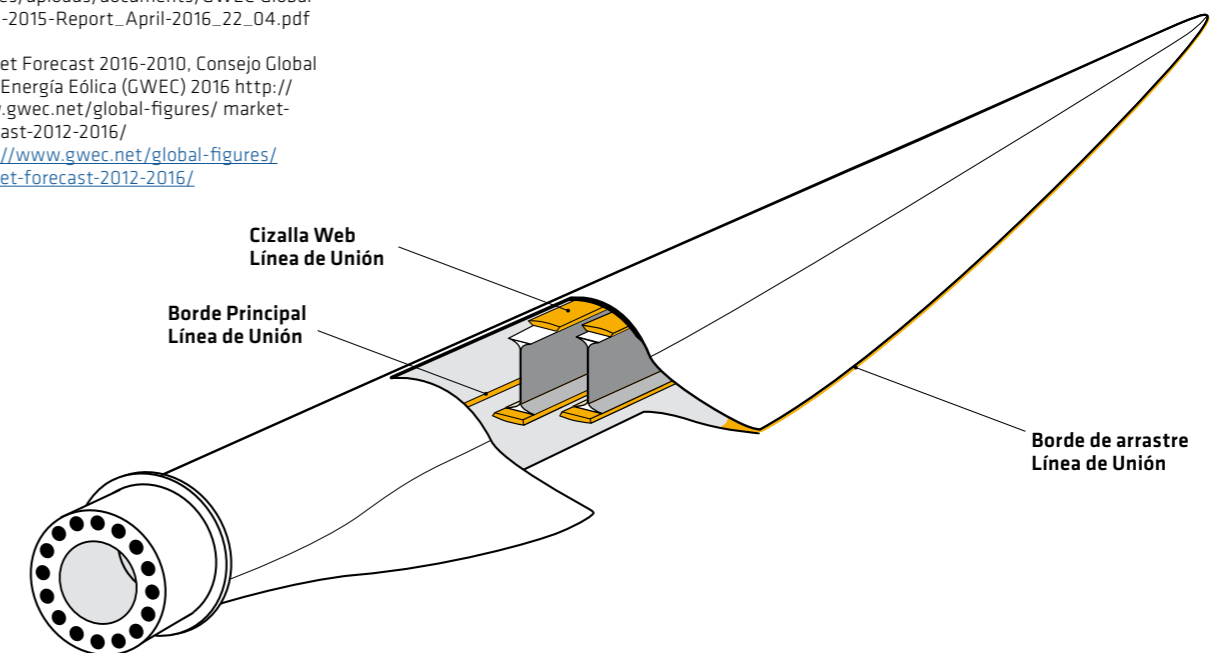 -2015-Report_April-2016_22_04.pdf
et Forecast 2016-2010, Consejo Global
Energía Eólica (GWEC) 2016 http://
.gwec.net/global-figures/ market-
ast-2012-2016/
//www.gwec.net/global-figures/
et-forecast-2012-2016/
Cizalla Web
Línea de Unión
Borde Principal
Línea de Unión
Borde de arrastre
Línea de Unión